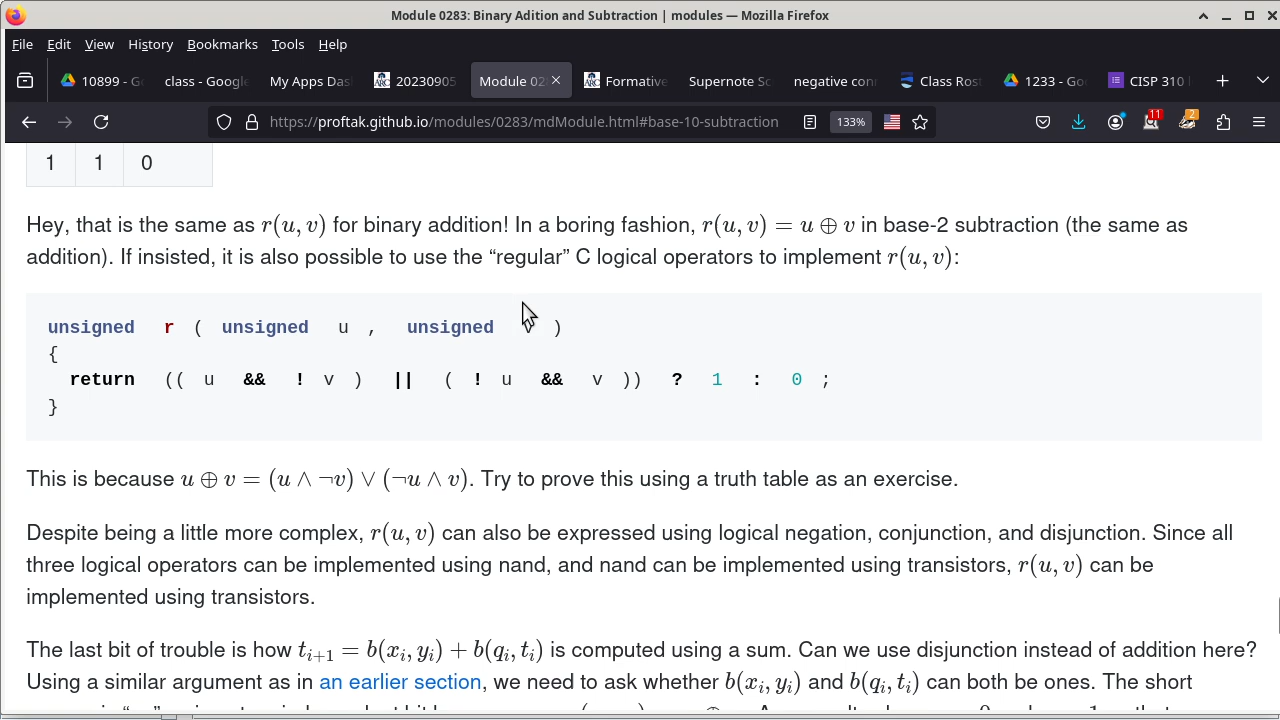 Module 0283: Binary Adition and Subtraction | modules — Mozilla Firefox
File Edit View History Bookmarks Tools Help
10899 - Go class - Google My Apps Das 20230905 Module 02 Formative Supernote Sc negative con Class Rost 1233 - Goo CISP 310
https://proftak.github.io/modules/0283/mdModule.html#base-10-subtraction 133% 11 2
1 1 0
Hey, that is the same as r(u, v) for binary addition! In a boring fashion, r(u, v) = u ⊕ v in base-2 subtraction (the same as
addition). If insisted, it is also possible to use the “regular” C logical operators to implement r(u, v):
unsigned r ( unsigned u , unsigned v )
{
return (( u && ! v ) || ( ! u && v )) ? 1 : 0 ;
}
This is because u ⊕ v = (u ∧ ¬v) ∨ (¬u ∧ v). Try to prove this using a truth table as an exercise.
Despite being a little more complex, r(u, v) can also be expressed using logical negation, conjunction, and disjunction. Since all
three logical operators can be implemented using nand, and nand can be implemented using transistors, r(u, v) can be
implemented using transistors.
The last bit of trouble is how tᵢ₊₁ = b(xᵢ, yᵢ) + b(qᵢ, tᵢ) is computed using a sum. Can we use disjunction instead of addition here?
Using a similar argument as in an earlier section, we need to ask whether b(xᵢ, yᵢ) and b(qᵢ, tᵢ) can both be ones. The short